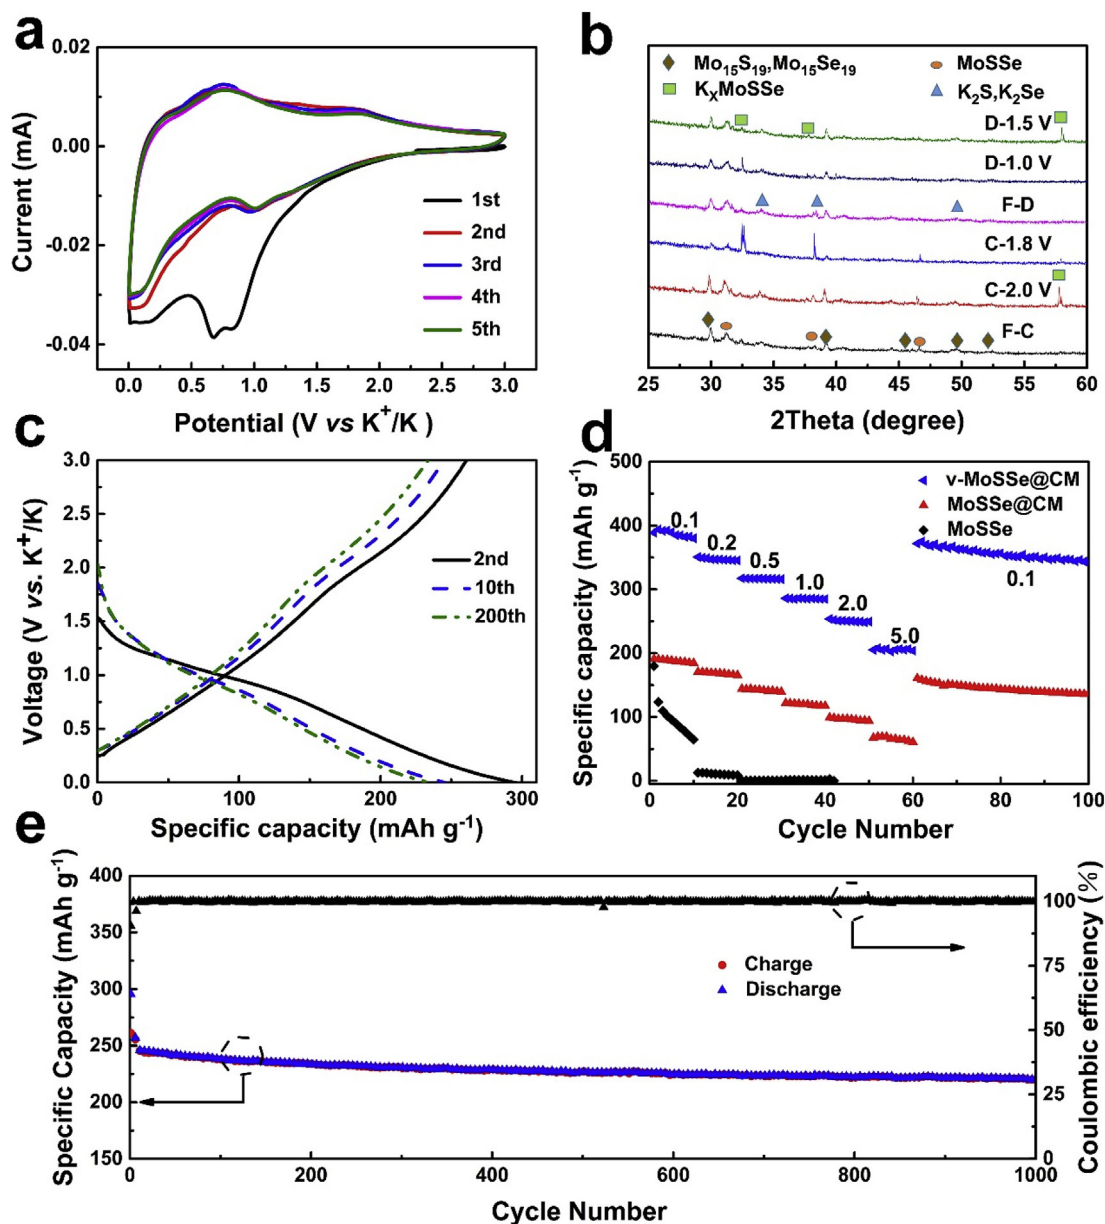 a
0.02
0.00
-0.02
-0.04
Current (mA)
1st
2nd
3rd
4th
5th
0.0 0.5 1.0 1.5 2.0 2.5 3.0
Potential (V vs K⁺/K )
b
Mo₁₅S₁₉,Mo₁₅Se₁₉
MoSSe
KₓMoSSe
K₂S,K₂Se
D-1.5 V
D-1.0 V
F-D
C-1.8 V
C-2.0 V
F-C
25 30 35 40 45 50 55 60
2Theta (degree)
c
3.0
2.5
2.0
1.5
1.0
0.5
0.0
Voltage (V vs. K⁺/K)
2nd
10th
200th
0 100 200 300
Specific capacity (mAh g⁻¹)
d
500
400
300
200
100
0
Specific capacity (mAh g⁻¹)
v-MoSSe@CM
MoSSe@CM
MoSSe
0.1
0.2
0.5
1.0
2.0
5.0
0.1
0 20 40 60 80 100
Cycle Number
e
400
350
300
250
200
150
Specific Capacity (mAh g⁻¹)
Charge
Discharge
100
75
50
25
0
Coulombic efficiency (%)
0 200 400 600 800 1000
Cycle Number